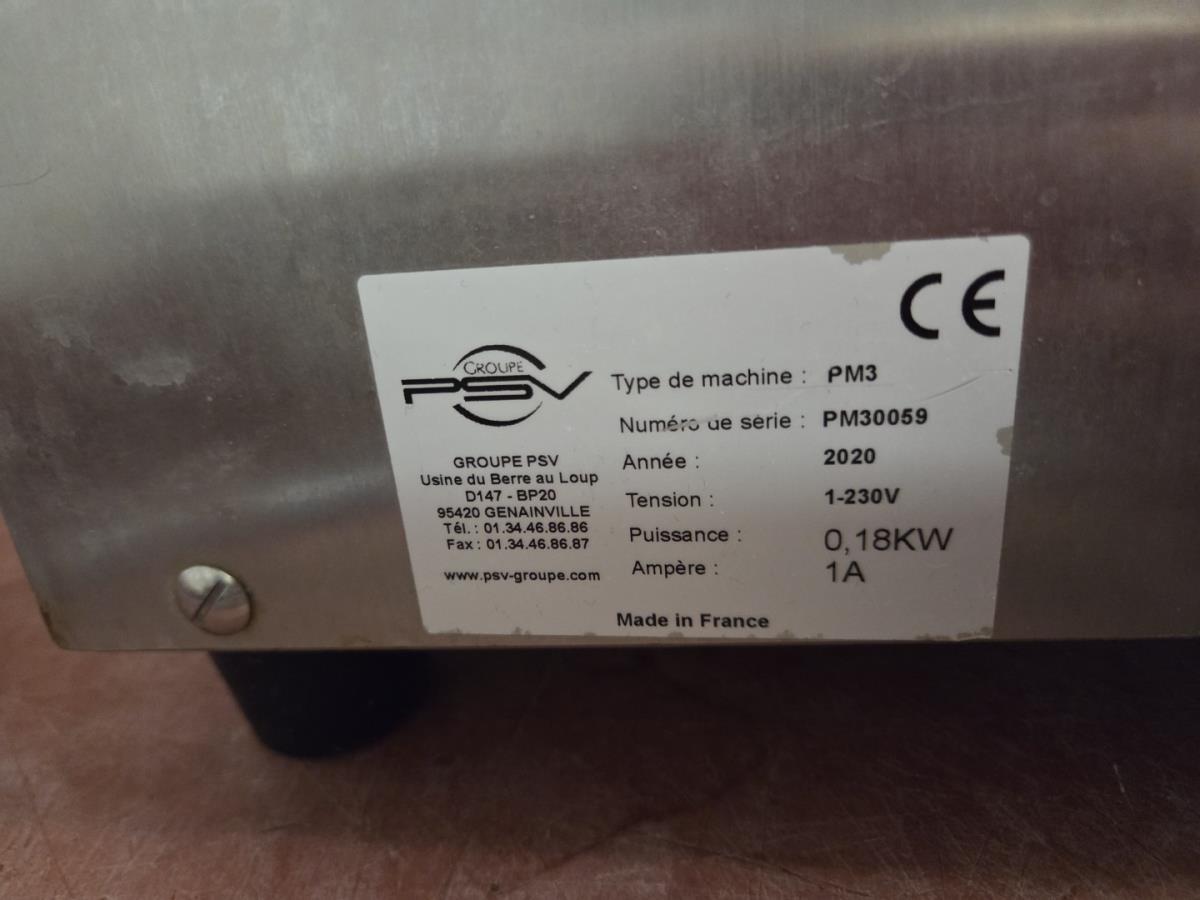 CE
GROUPE
PSV
GROUPE PSV
Usine du Berre au Loup
D147 - BP20
95420 GENAINVILLE
Tél. : 01.34.46.86.86
Fax : 01.34.46.86.87
www.psv-groupe.com
Type de machine : PM3
Numéro de série : PM30059
Année : 2020
Tension : 1-230V
Puissance : 0,18KW
Ampère : 1A
Made in France